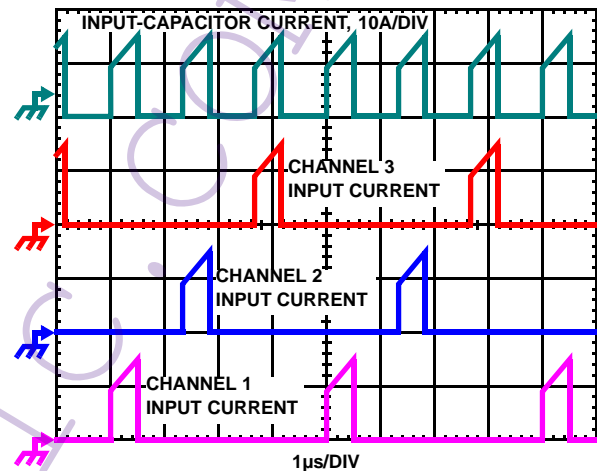 INPUT-CAPACITOR CURRENT, 10A/DIV
CHANNEL 3
INPUT CURRENT
CHANNEL 2
INPUT CURRENT
CHANNEL 1
INPUT CURRENT
1µs/DIV